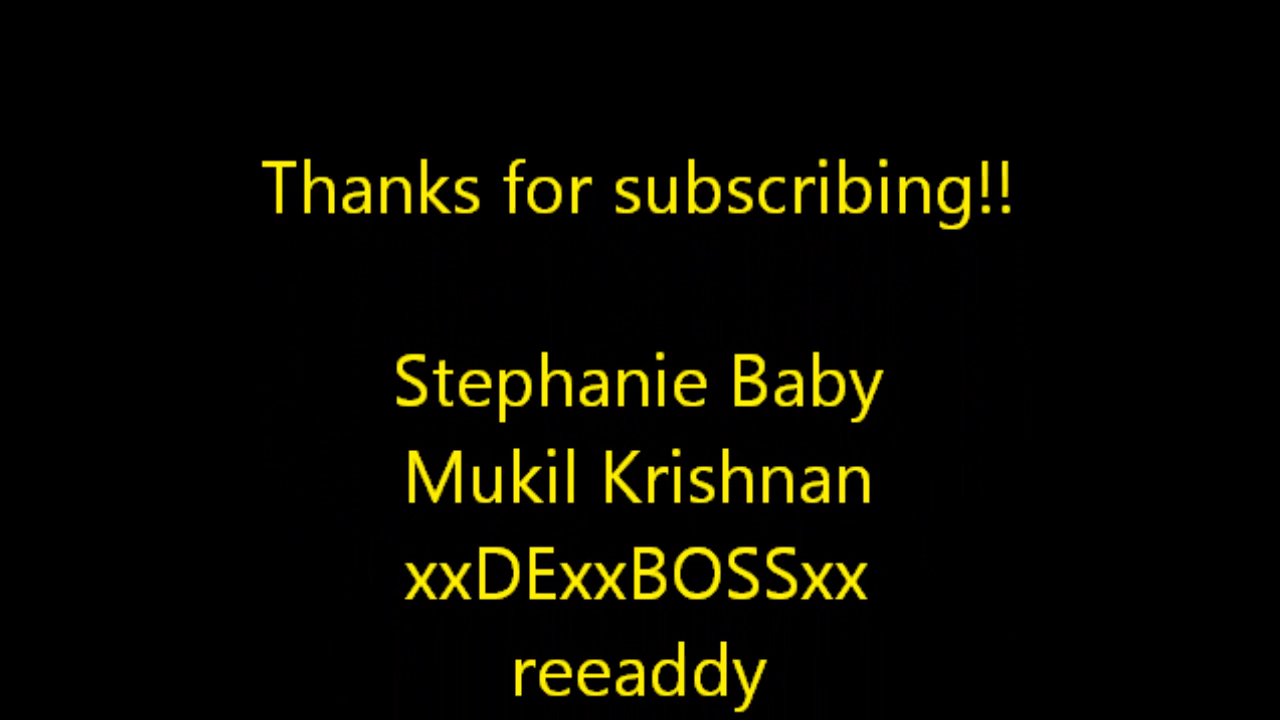 Thanks for subscribing!!
Stephanie Baby
Mukil Krishnan
xxDExxBOSSxx
reeaddy